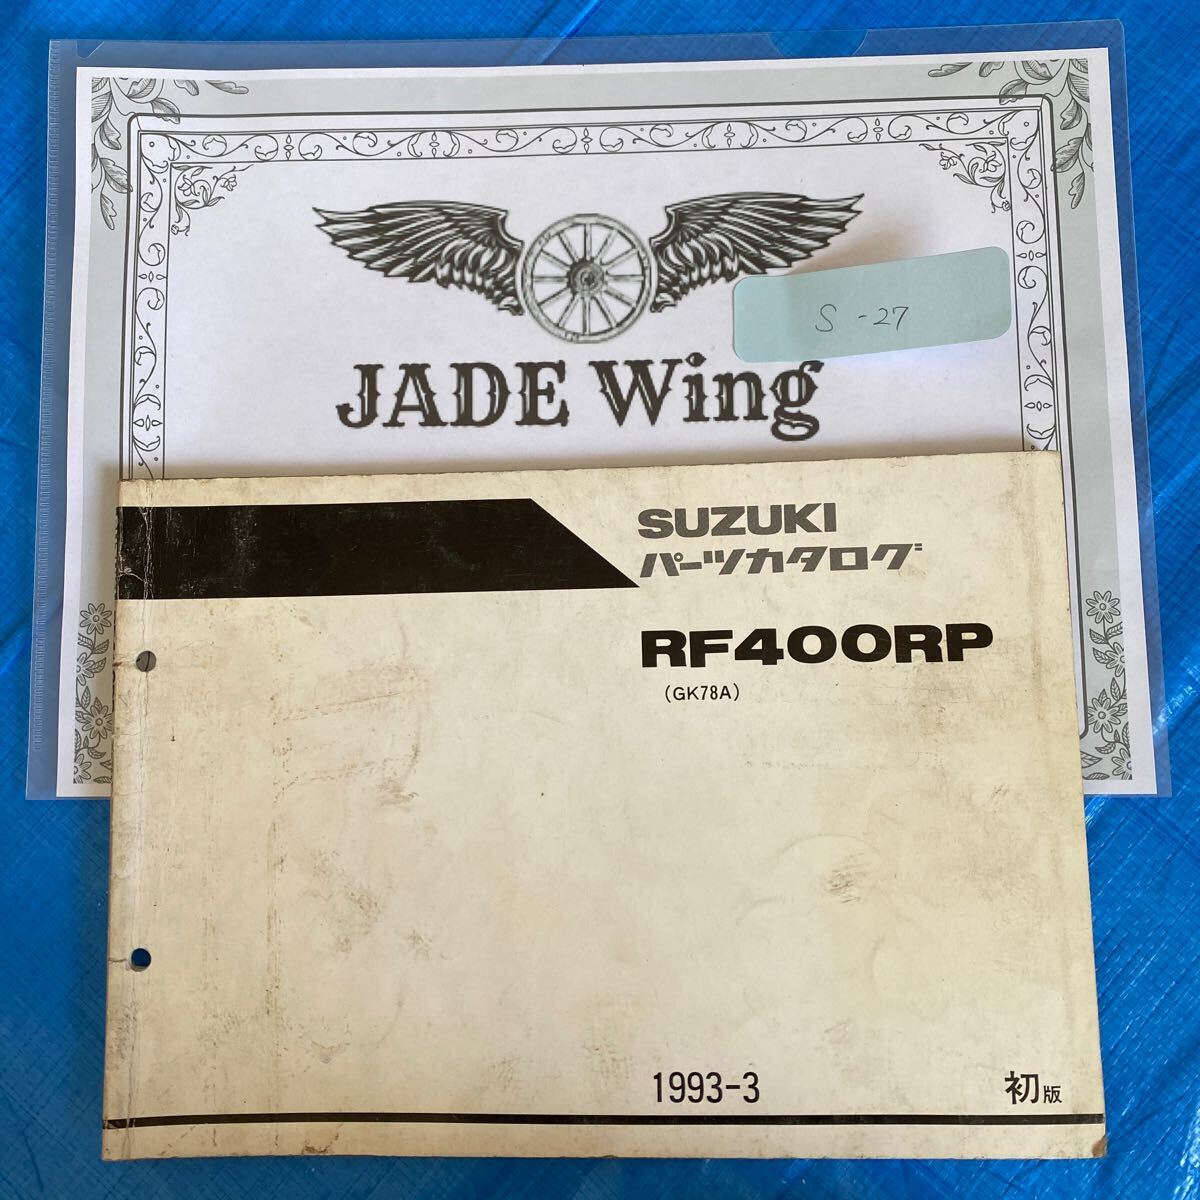 S-27
JADE Wing
SUZUKI
パーツカタログ
RF400RP
(GK78A)
1993-3
初版